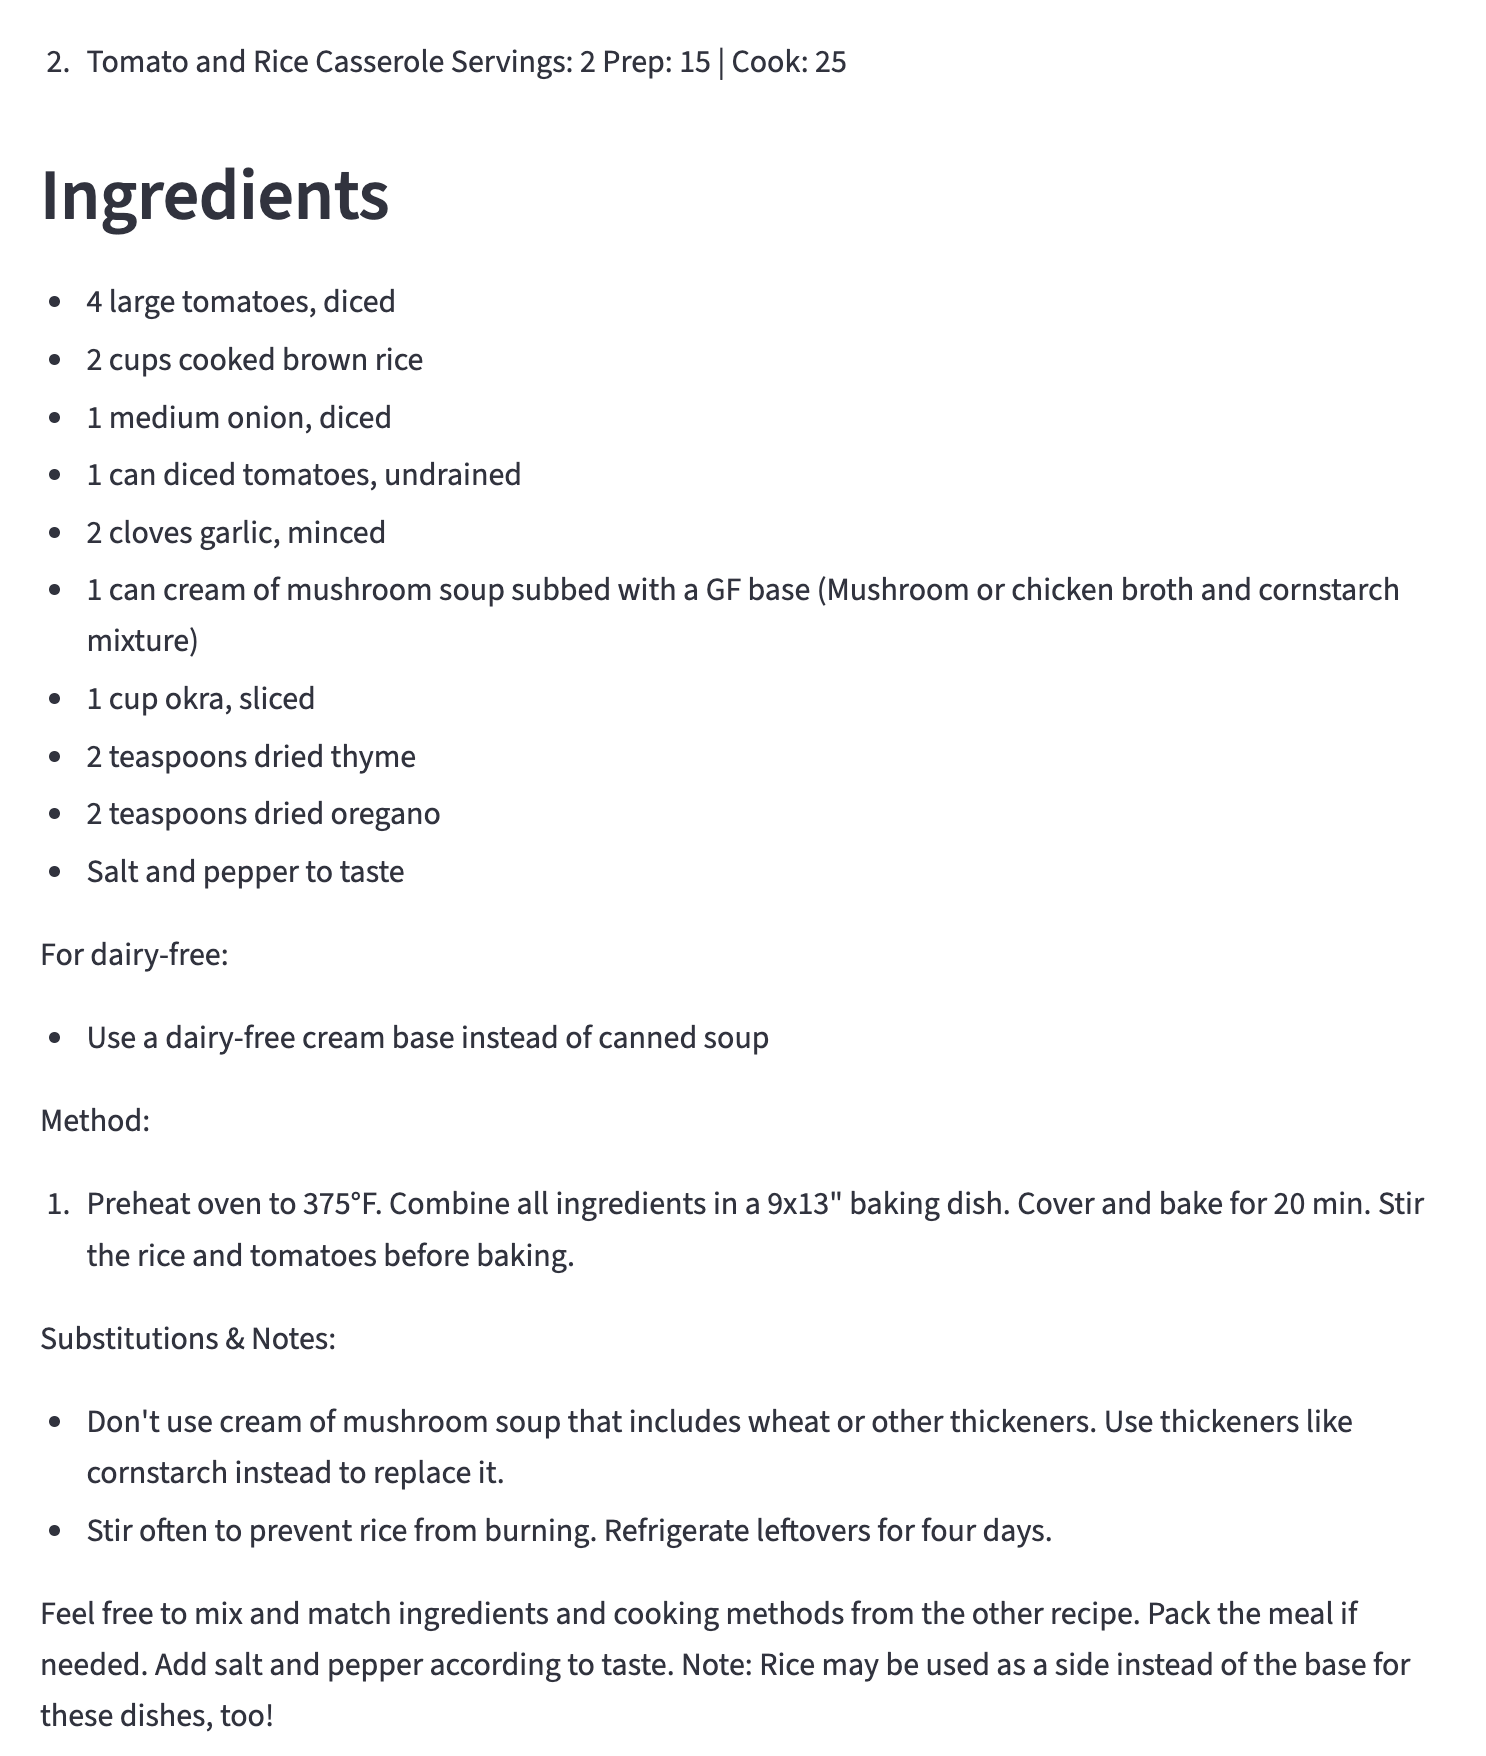 2. Tomato and Rice Casserole Servings: 2 Prep: 15 | Cook: 25
Ingredients
• 4 large tomatoes, diced
• 2 cups cooked brown rice
• 1 medium onion, diced
• 1 can diced tomatoes, undrained
• 2 cloves garlic, minced
• 1 can cream of mushroom soup subbed with a GF base (Mushroom or chicken broth and cornstarch
mixture)
• 1 cup okra, sliced
• 2 teaspoons dried thyme
• 2 teaspoons dried oregano
• Salt and pepper to taste
For dairy-free:
• Use a dairy-free cream base instead of canned soup
Method:
1. Preheat oven to 375°F. Combine all ingredients in a 9x13" baking dish. Cover and bake for 20 min. Stir
the rice and tomatoes before baking.
Substitutions & Notes:
• Don't use cream of mushroom soup that includes wheat or other thickeners. Use thickeners like
cornstarch instead to replace it.
• Stir often to prevent rice from burning. Refrigerate leftovers for four days.
Feel free to mix and match ingredients and cooking methods from the other recipe. Pack the meal if
needed. Add salt and pepper according to taste. Note: Rice may be used as a side instead of the base for
these dishes, too!